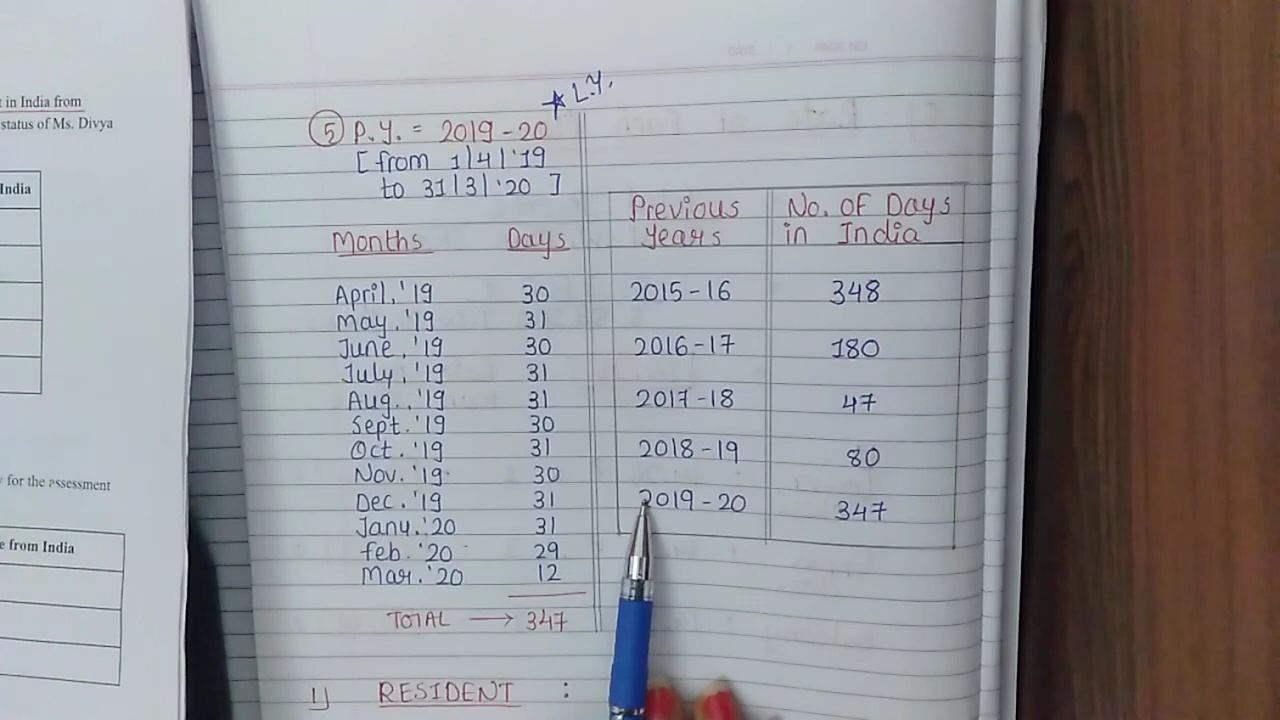 t in India from
status of Ms. Divya
India
y for the assessment
e from India
★ L.Y.
⑤ P.Y. = 2019-20
[from 1/4/'19
to 31/3/'20]
Months Days
April.'19 30
May.'19 31
June.'19 30
July.'19 31
Aug..'19 31
Sept.'19 30
Oct.'19 31
Nov.'19 30
Dec.'19 31
Jany.'20 31
feb.'20 29
Mar.'20 12
TOTAL → 347
Previous Years No. of Days in India
2015-16 348
2016-17 180
2017-18 47
2018-19 80
2019-20 347
1) RESIDENT :